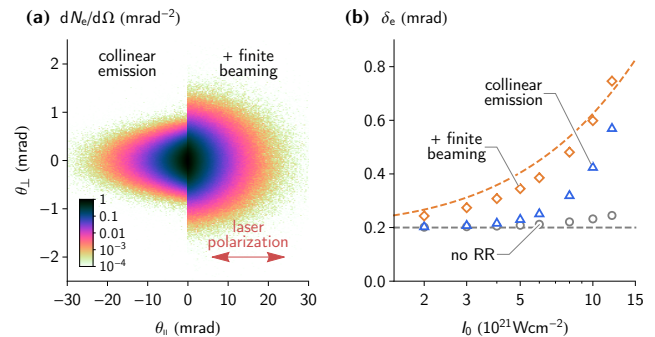 (a) dNₑ/dΩ (mrad⁻²)
collinear
emission
+ finite
beaming
2
1
0
−1
−2
θ⊥ (mrad)
1
0.1
0.01
10⁻³
10⁻⁴
laser
polarization
−30
−20
−10
0
10
20
30
θ∥ (mrad)
(b) δₑ (mrad)
0.8
0.6
0.4
0.2
0.0
collinear
emission
+ finite
beaming
no RR
2
3
5
10
15
I₀ (10²¹Wcm⁻²)